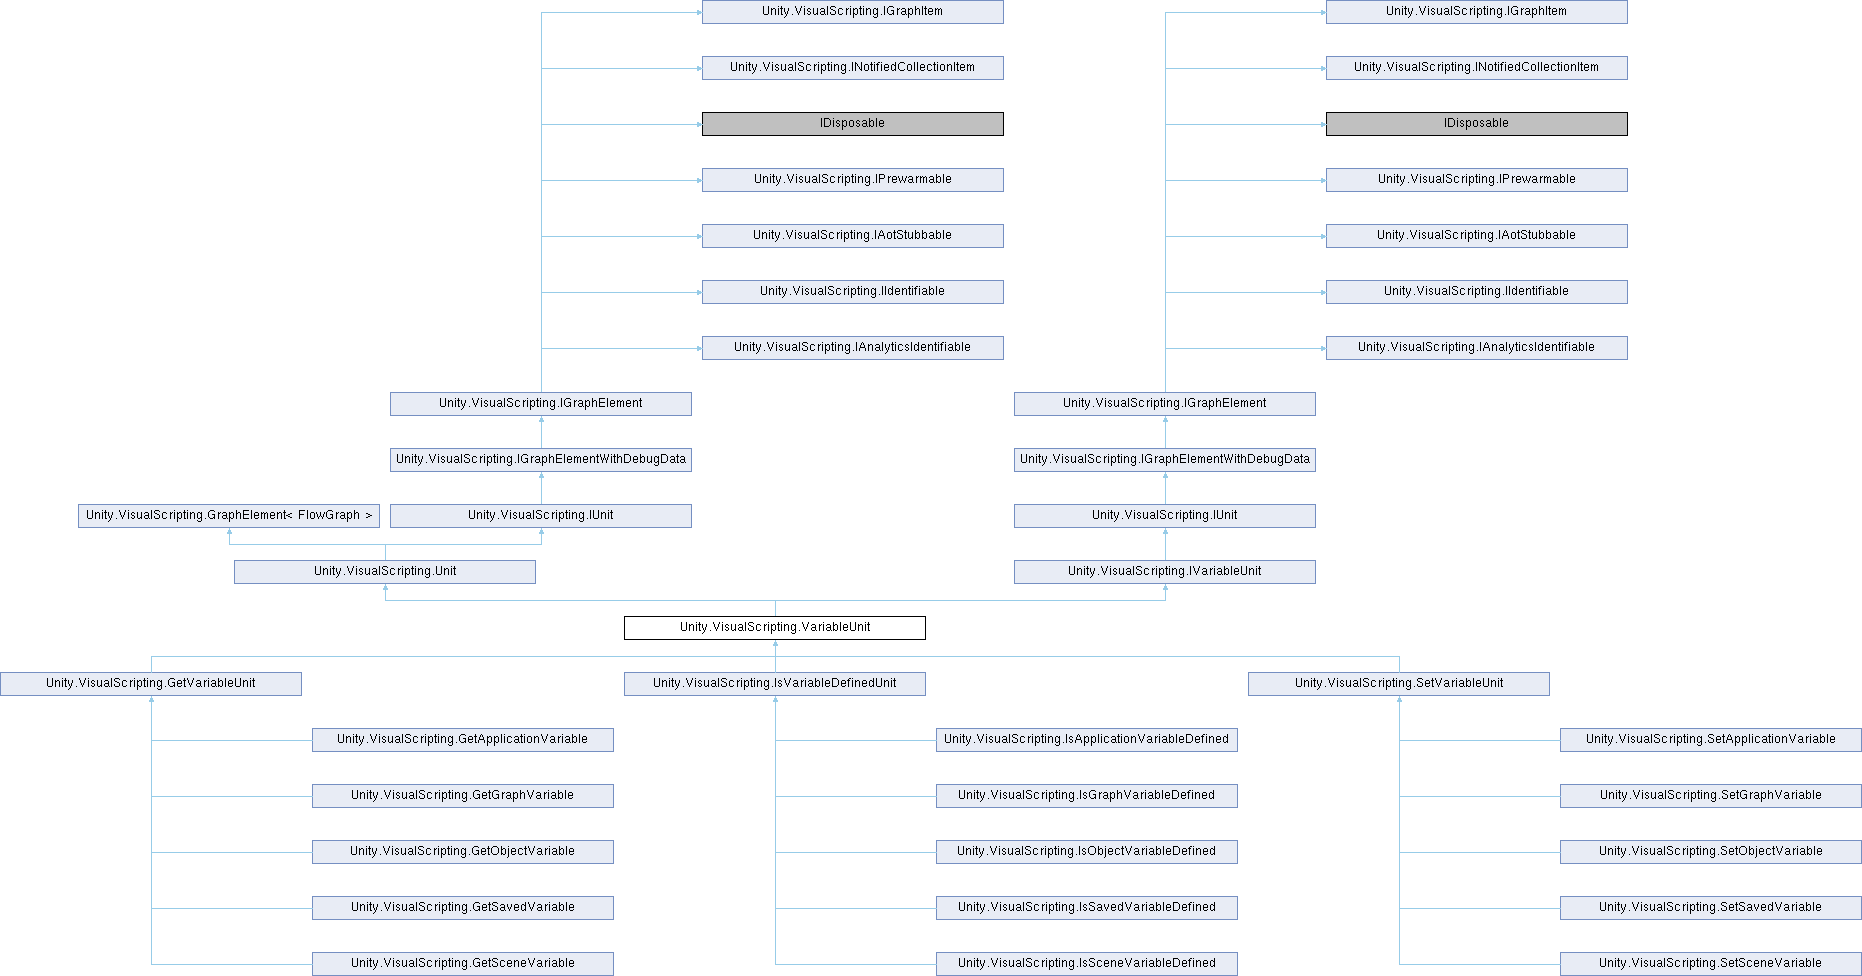 Unity.VisualScripting.IGraphItem
Unity.VisualScripting.IGraphItem
Unity.VisualScripting.INotifiedCollectionItem
Unity.VisualScripting.INotifiedCollectionItem
IDisposable
IDisposable
Unity.VisualScripting.IPrewarmable
Unity.VisualScripting.IPrewarmable
Unity.VisualScripting.IAotStubbable
Unity.VisualScripting.IAotStubbable
Unity.VisualScripting.IIdentifiable
Unity.VisualScripting.IIdentifiable
Unity.VisualScripting.IAnalyticsIdentifiable
Unity.VisualScripting.IAnalyticsIdentifiable
Unity.VisualScripting.IGraphElement
Unity.VisualScripting.IGraphElement
Unity.VisualScripting.IGraphElementWithDebugData
Unity.VisualScripting.IGraphElementWithDebugData
Unity.VisualScripting.GraphElement< FlowGraph >
Unity.VisualScripting.IUnit
Unity.VisualScripting.IUnit
Unity.VisualScripting.Unit
Unity.VisualScripting.IVariableUnit
Unity.VisualScripting.VariableUnit
Unity.VisualScripting.GetVariableUnit
Unity.VisualScripting.IsVariableDefinedUnit
Unity.VisualScripting.SetVariableUnit
Unity.VisualScripting.GetApplicationVariable
Unity.VisualScripting.IsApplicationVariableDefined
Unity.VisualScripting.SetApplicationVariable
Unity.VisualScripting.GetGraphVariable
Unity.VisualScripting.IsGraphVariableDefined
Unity.VisualScripting.SetGraphVariable
Unity.VisualScripting.GetObjectVariable
Unity.VisualScripting.IsObjectVariableDefined
Unity.VisualScripting.SetObjectVariable
Unity.VisualScripting.GetSavedVariable
Unity.VisualScripting.IsSavedVariableDefined
Unity.VisualScripting.SetSavedVariable
Unity.VisualScripting.GetSceneVariable
Unity.VisualScripting.IsSceneVariableDefined
Unity.VisualScripting.SetSceneVariable